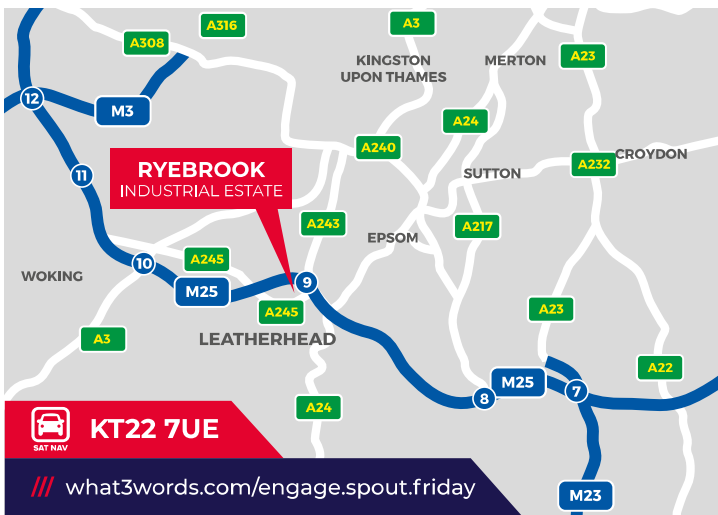 A316
A3
A308
KINGSTON
UPON THAMES
MERTON
A23
12
M3
A24
A240
CROYDON
A232
11
RYEBROOK
INDUSTRIAL ESTATE
SUTTON
A243
A217
EPSOM
A245
10
WOKING
M25
9
A245
A23
LEATHERHEAD
A3
A22
M25
7
8
A24
SAT NAV
KT22 7UE
/// what3words.com/engage.spout.friday
M23